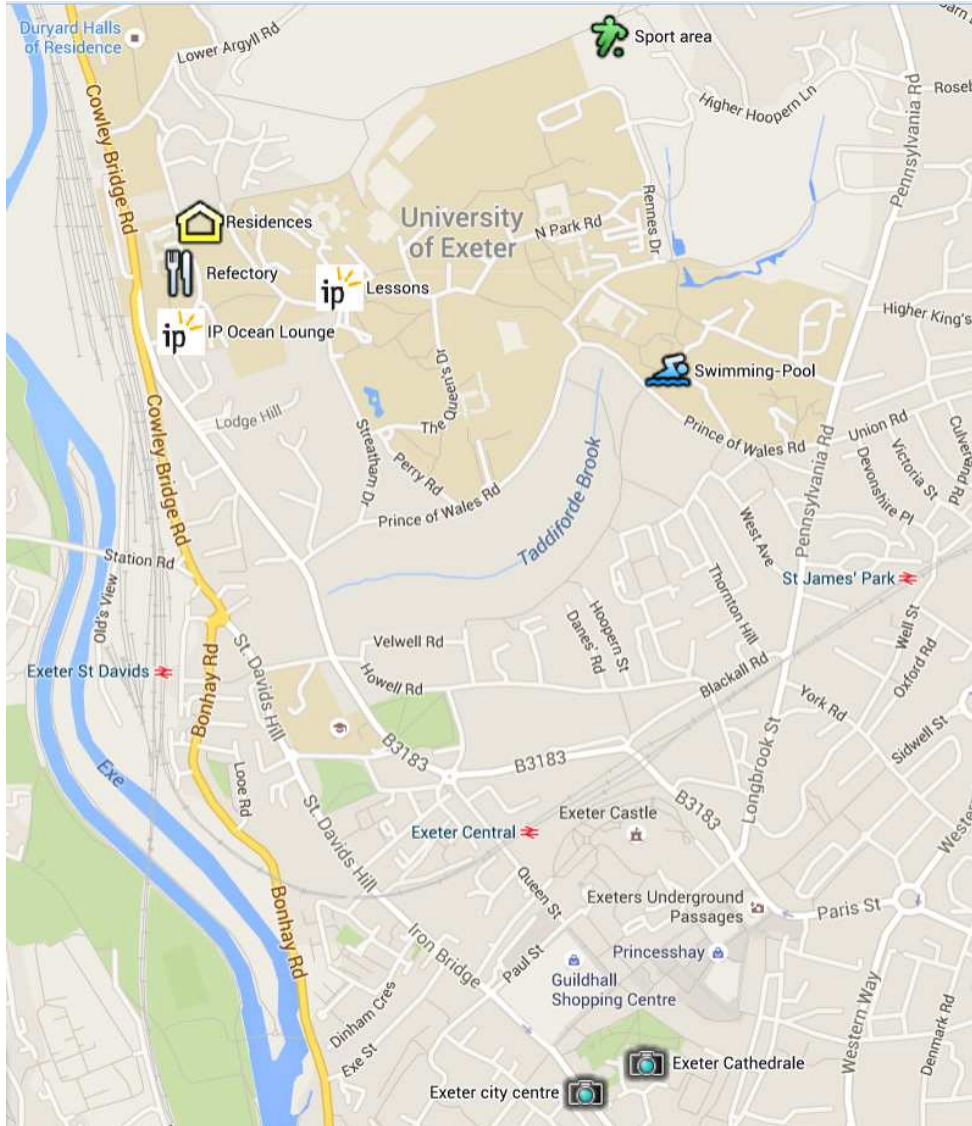 Duryard Halls
of Residence
Lower Argyll Rd
Sport area
Pennsylvania Rd
Higher Hoopern Ln
Cowley Bridge Rd
Residences
University
of Exeter
N Park Rd
Rennes Dr
Refectory
ip
Lessons
ip
IP Ocean Lounge
Higher King's
Swimming-Pool
Lodge Hill
The Queen's Dr
Streatham Dr
Perry Rd
Prince of Wales Rd
Taddiforde Brook
Prince of Wales Rd
Pennsylvania Rd
Union Rd
Victoria St
Devonshire Pl
Cowley Bridge Rd
West Ave
Station Rd
Old's View
St James' Park
Thornton Hill
Hoopern St
Danes' Rd
Well St
Oxford Rd
Velwell Rd
Exeter St Davids
St. Davids Hill
Bonhay Rd
Howell Rd
Blackall Rd
York Rd
Sidwell St
Longbrook St
Exe
Looe Rd
B3183
B3183
B3183
Exeter Castle
Exeter Central
St. Davids Hill
Queen St
Exeters Underground
Passages
Paris St
Bonhay Rd
Iron Bridge
Paul St
Princesshay
Guildhall
Shopping Centre
Dinham Cres
Exe St
Western Way
Denmark Rd
Exeter Cathedrale
Exeter city centre